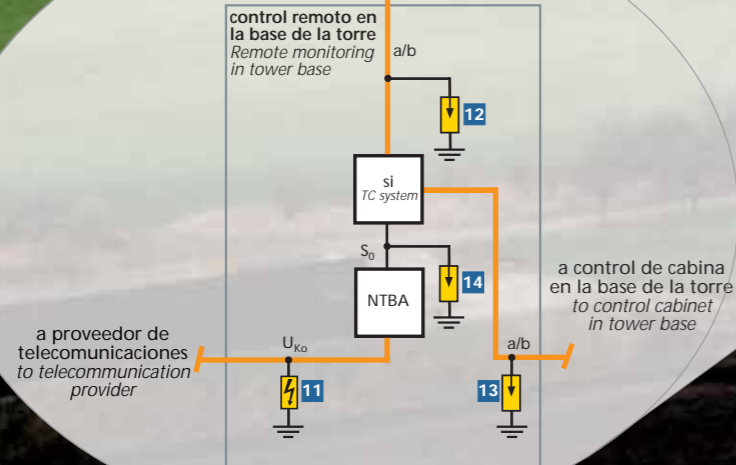 control remoto en
la base de la torre
Remote monitoring
in tower base
a/b
12
si
TC system
S0
14
NTBA
a control de cabina
en la base de la torre
to control cabinet
in tower base
a proveedor de
telecomunicaciones
to telecommunication
provider
UKo
a/b
11
13